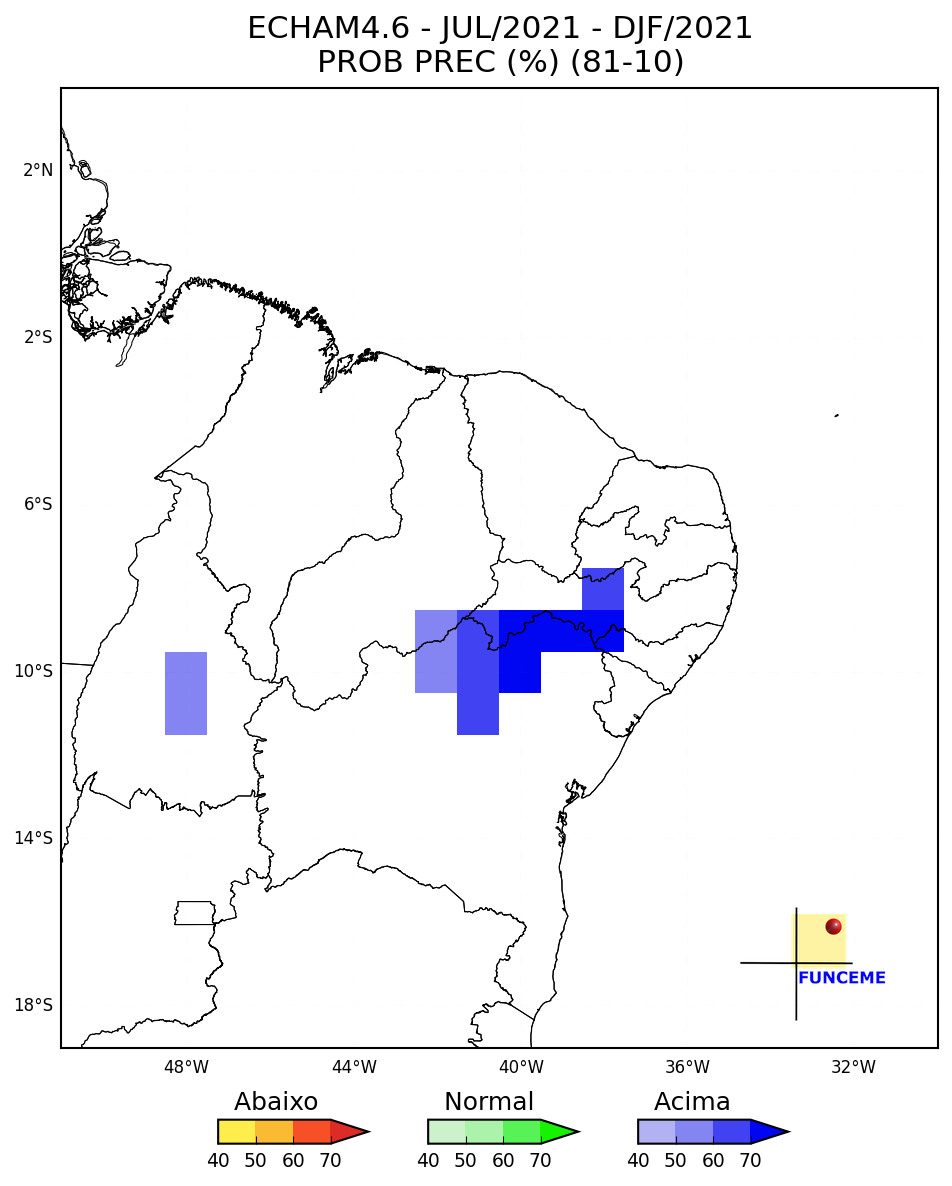 ECHAM4.6 - JUL/2021 - DJF/2021
PROB PREC (%) (81-10)
2°N
2°S
6°S
10°S
14°S
18°S
FUNCEME
48°W 44°W 40°W 36°W 32°W
Abaixo Normal Acima
40 50 60 70 40 50 60 70 40 50 60 70